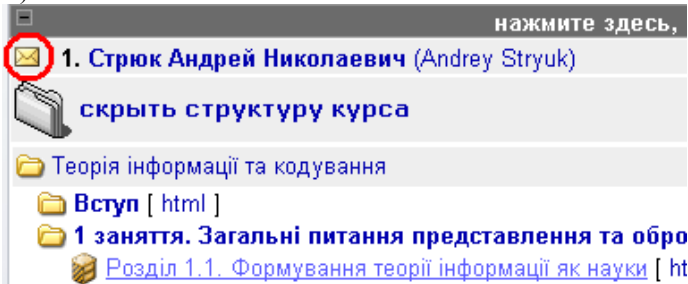 нажмите здесь,
1. Стрюк Андрей Николаевич (Andrey Stryuk)
скрыть структуру курса
Теорія інформації та кодування
Вступ [ html ]
1 заняття. Загальні питання представлення та обро
Розділ 1.1. Формування теорії інформації як науки [ ht